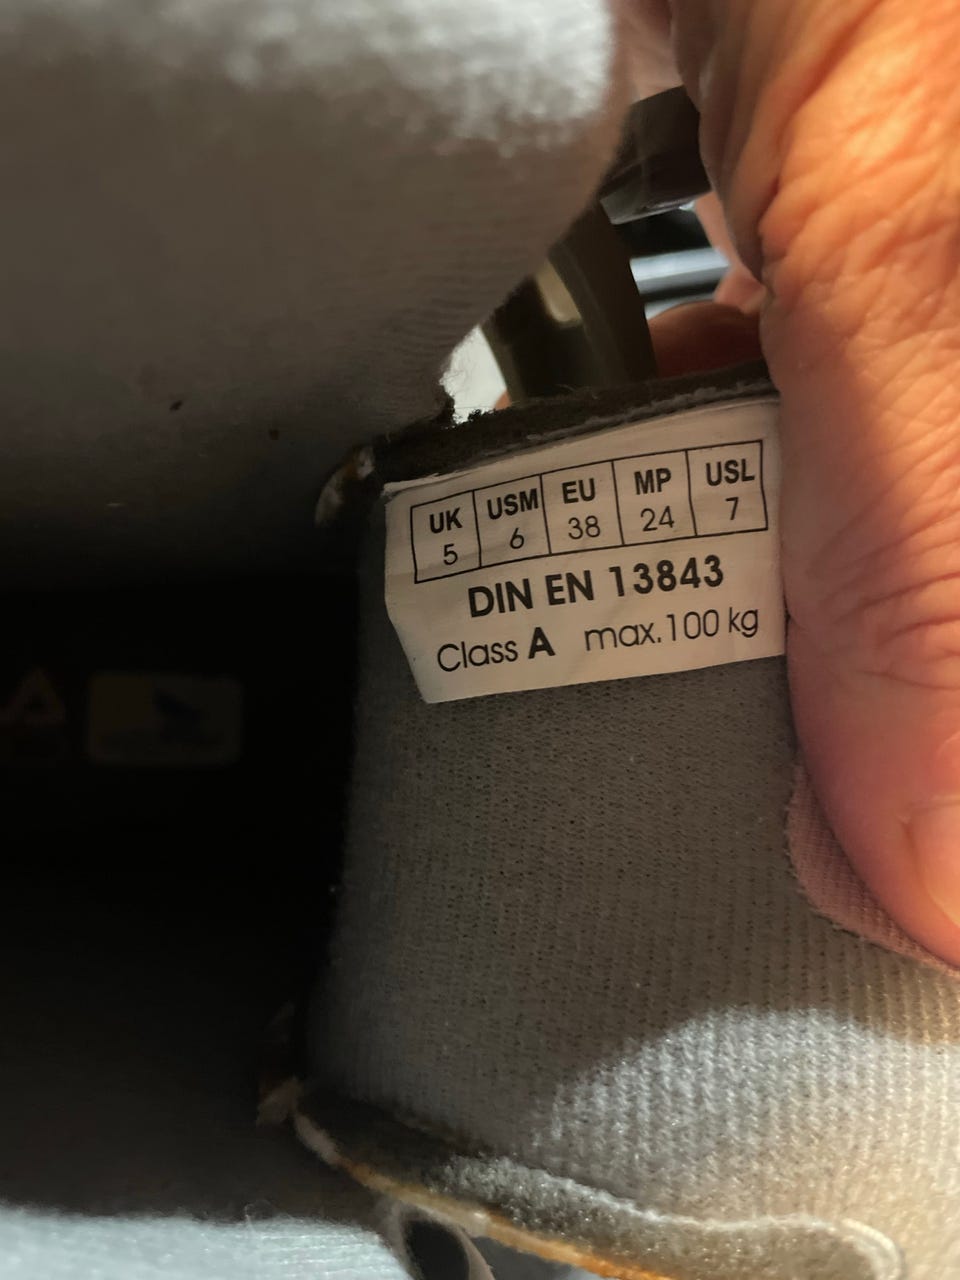 UK USM EU MP USL
5 6 38 24 7
DIN EN 13843
Class A max.100 kg